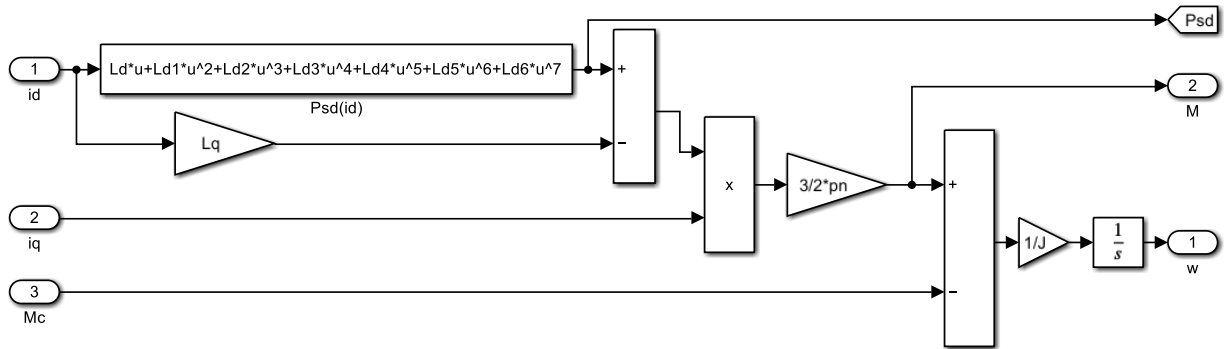 Psd
1
id
Ld*u+Ld1*u^2+Ld2*u^3+Ld3*u^4+Ld4*u^5+Ld5*u^6+Ld6*u^7
Psd(id)
+
2
M
Lq
−
x
3/2*pn
+
2
iq
1/J
1
s
1
w
3
Mc
−